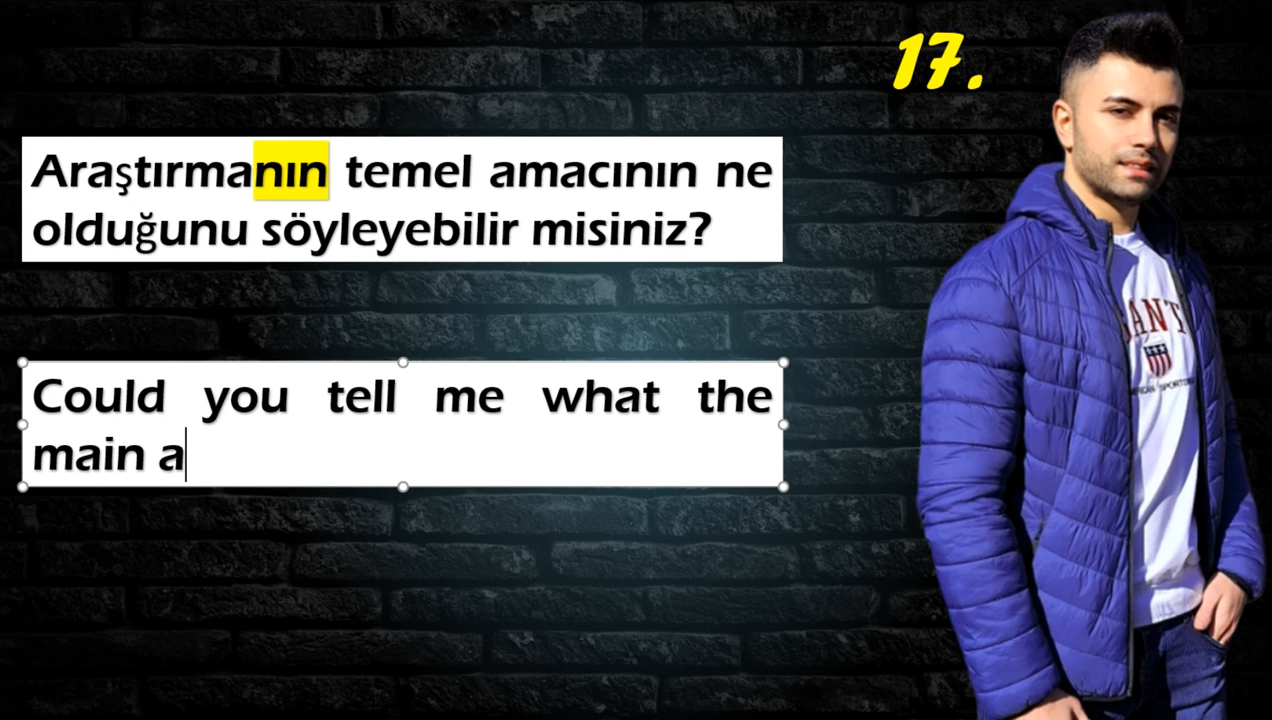 17.
Araştırmanın temel amacının ne
olduğunu söyleyebilir misiniz?
Could you tell me what the
main a